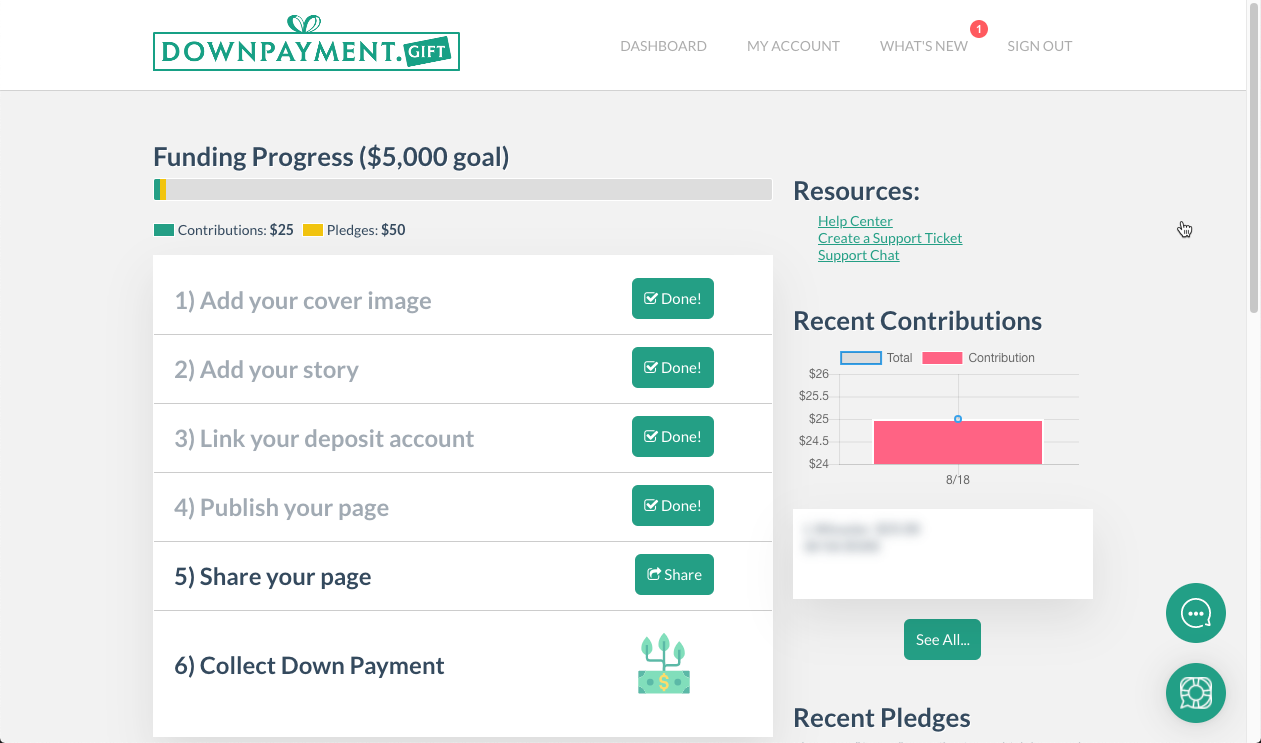 DOWNPAYMENT.GIFT
DASHBOARD MY ACCOUNT WHAT'S NEW 1 SIGN OUT
Funding Progress ($5,000 goal)
Contributions: $25 Pledges: $50
1) Add your cover image Done!
2) Add your story Done!
3) Link your deposit account Done!
4) Publish your page Done!
5) Share your page Share
6) Collect Down Payment $
Resources:
Help Center
Create a Support Ticket
Support Chat
Recent Contributions
Total Contribution
$26
$25.5
$25
$24.5
$24
8/18
See All...
Recent Pledges